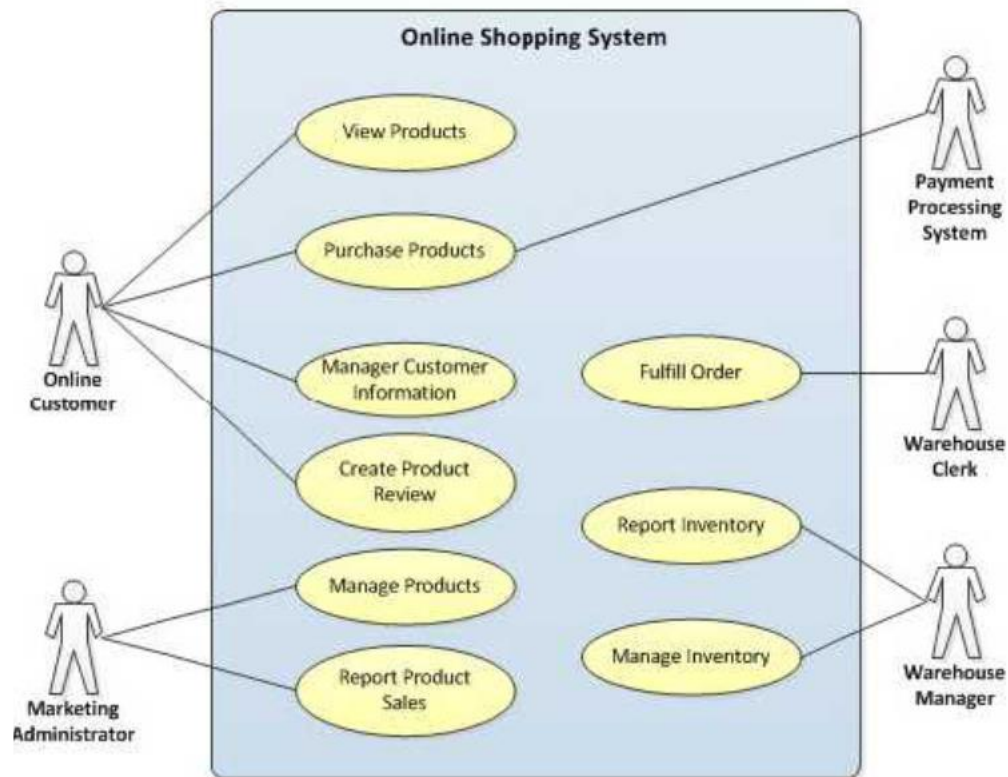 Online Shopping System
View Products
Payment
Processing
System
Purchase Products
Online
Customer
Manager Customer
Information
Fulfill Order
Warehouse
Clerk
Create Product
Review
Report Inventory
Manage Products
Manage Inventory
Report Product
Sales
Marketing
Administrator
Warehouse
Manager